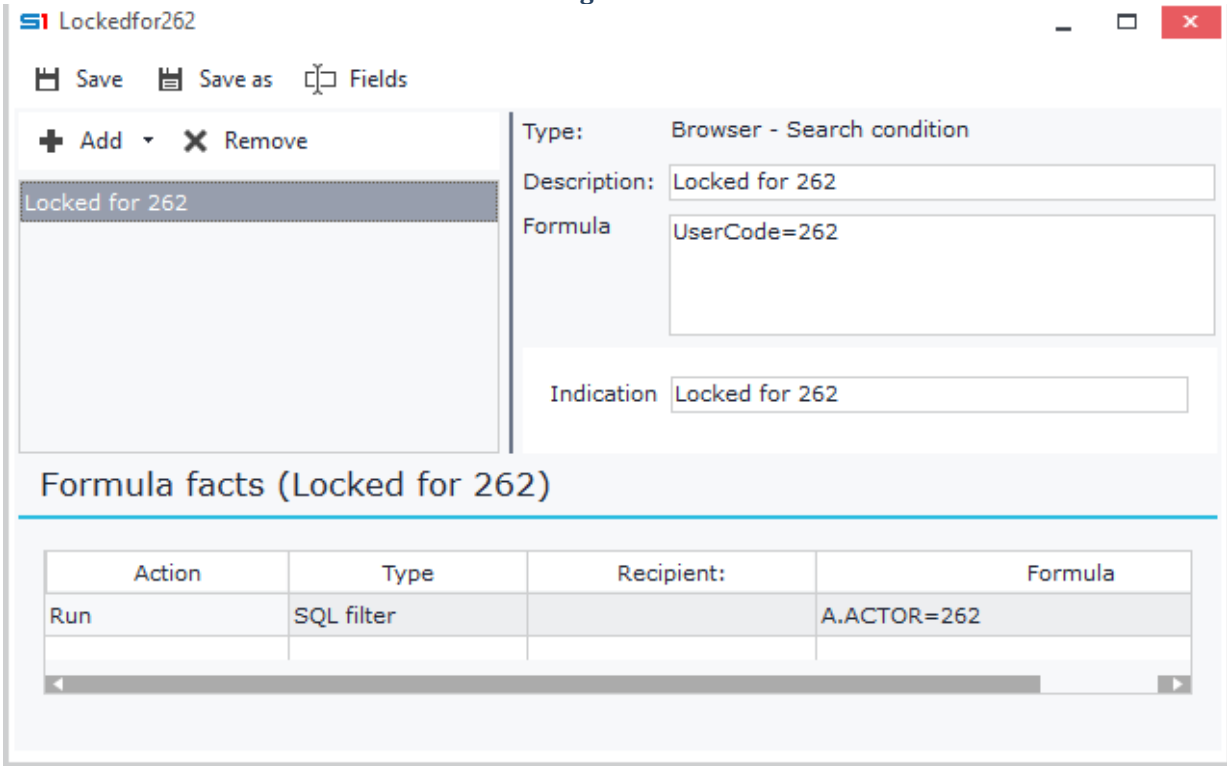 S1 Lockedfor262
Save Save as Fields
Add Remove
Locked for 262
Type: Browser - Search condition
Description: Locked for 262
Formula UserCode=262
Indication Locked for 262
Formula facts (Locked for 262)
Action Type Recipient: Formula
Run SQL filter A.ACTOR=262